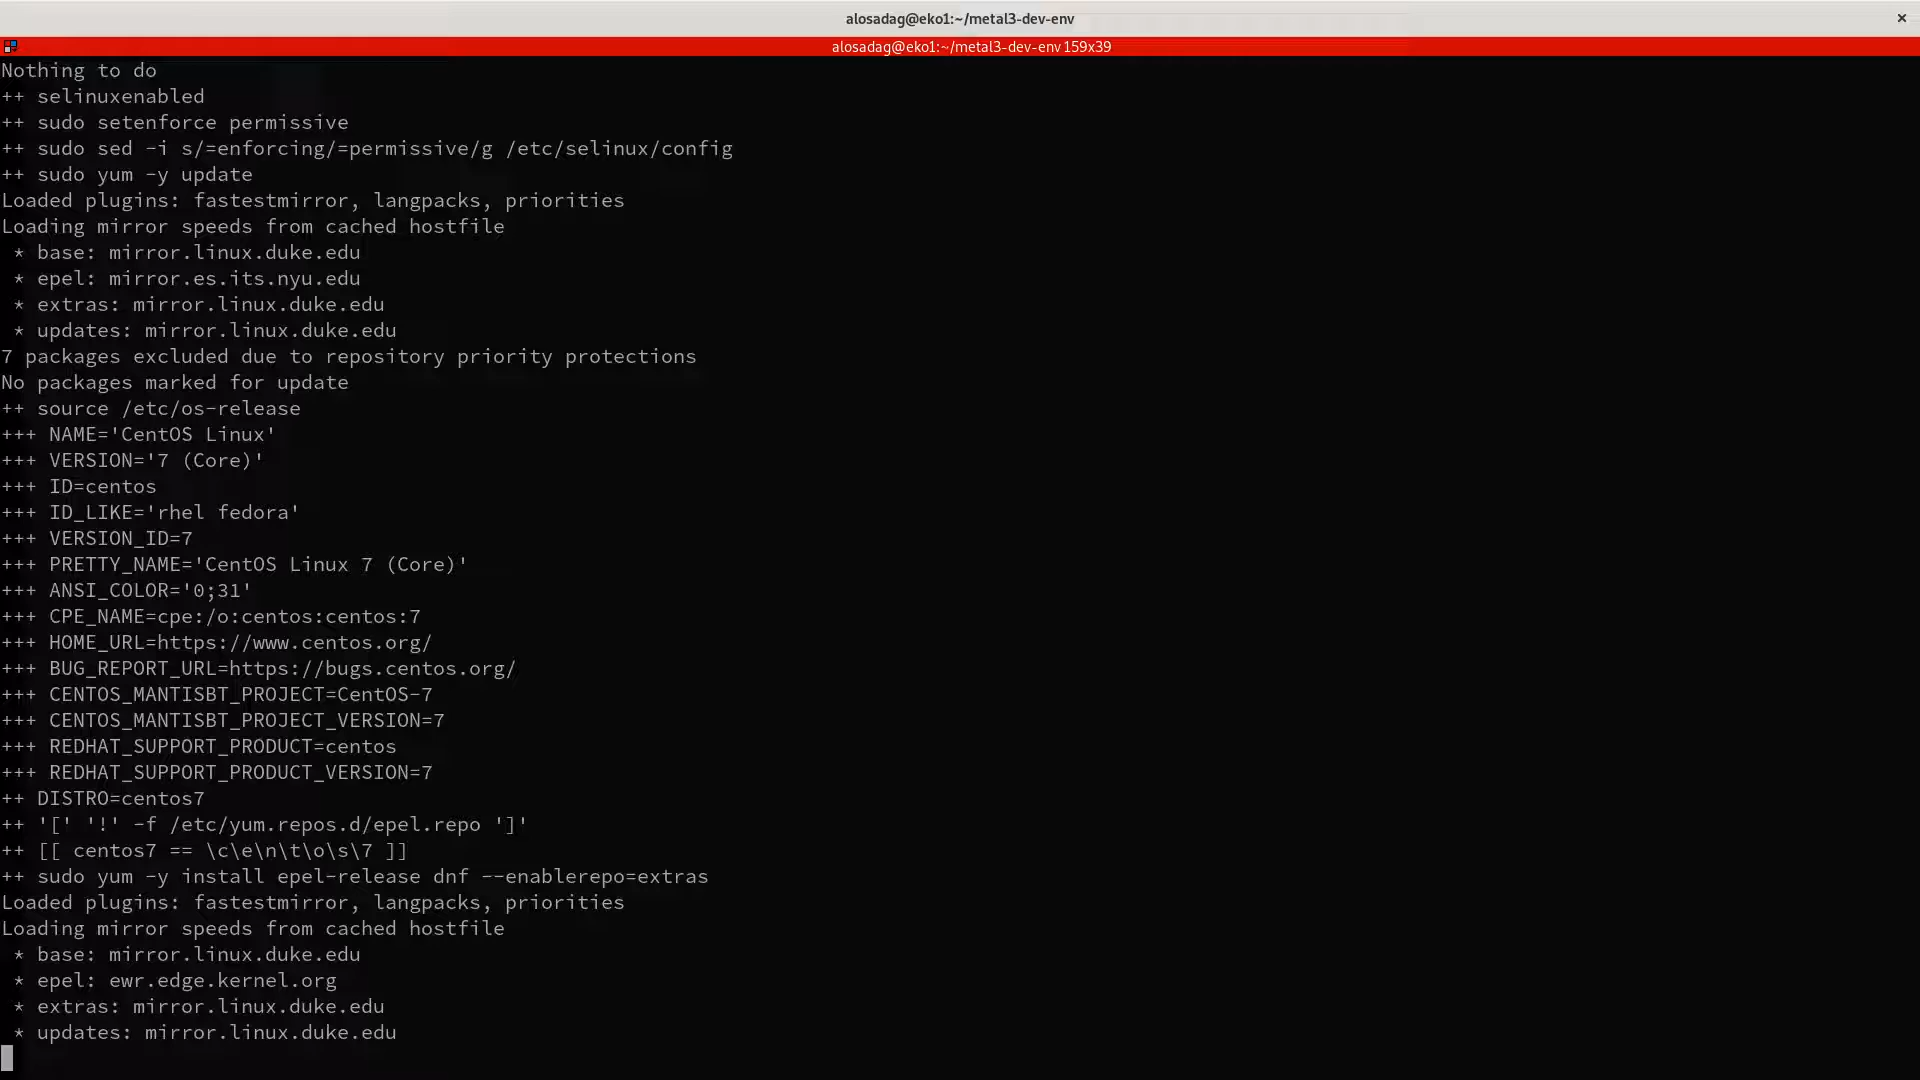 alosadag@eko1:~/metal3-dev-env
alosadag@eko1:~/metal3-dev-env 159x39
Nothing to do
++ selinuxenabled
++ sudo setenforce permissive
++ sudo sed -i s/=enforcing/=permissive/g /etc/selinux/config
++ sudo yum -y update
Loaded plugins: fastestmirror, langpacks, priorities
Loading mirror speeds from cached hostfile
 * base: mirror.linux.duke.edu
 * epel: mirror.es.its.nyu.edu
 * extras: mirror.linux.duke.edu
 * updates: mirror.linux.duke.edu
7 packages excluded due to repository priority protections
No packages marked for update
++ source /etc/os-release
+++ NAME='CentOS Linux'
+++ VERSION='7 (Core)'
+++ ID=centos
+++ ID_LIKE='rhel fedora'
+++ VERSION_ID=7
+++ PRETTY_NAME='CentOS Linux 7 (Core)'
+++ ANSI_COLOR='0;31'
+++ CPE_NAME=cpe:/o:centos:centos:7
+++ HOME_URL=https://www.centos.org/
+++ BUG_REPORT_URL=https://bugs.centos.org/
+++ CENTOS_MANTISBT_PROJECT=CentOS-7
+++ CENTOS_MANTISBT_PROJECT_VERSION=7
+++ REDHAT_SUPPORT_PRODUCT=centos
+++ REDHAT_SUPPORT_PRODUCT_VERSION=7
++ DISTRO=centos7
++ '[' '!' -f /etc/yum.repos.d/epel.repo ']'
++ [[ centos7 == \c\e\n\t\o\s\7 ]]
++ sudo yum -y install epel-release dnf --enablerepo=extras
Loaded plugins: fastestmirror, langpacks, priorities
Loading mirror speeds from cached hostfile
 * base: mirror.linux.duke.edu
 * epel: ewr.edge.kernel.org
 * extras: mirror.linux.duke.edu
 * updates: mirror.linux.duke.edu